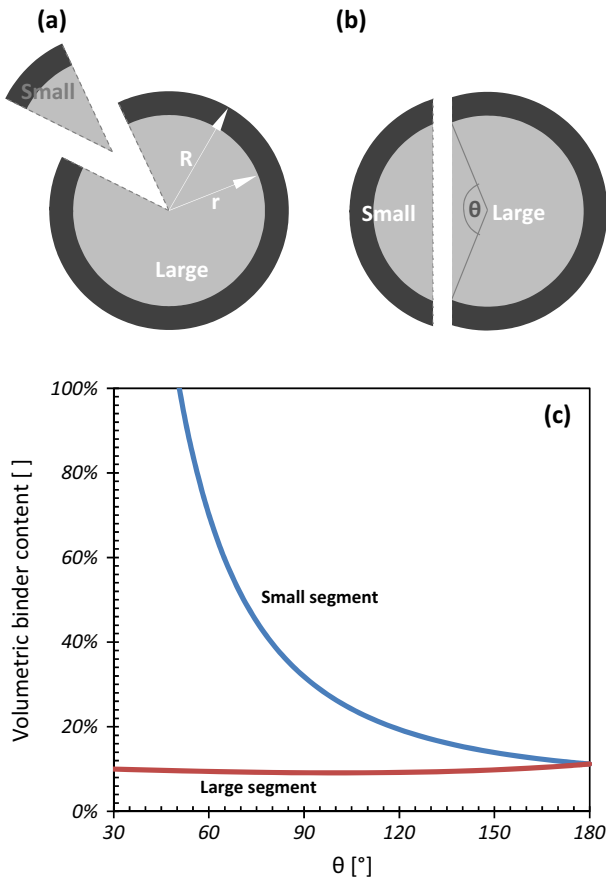 (a)
(b)
Small
R
r
Large
Small
θ
Large
(c)
Volumetric binder content [ ]
100%
80%
60%
40%
20%
0%
Small segment
Large segment
30
60
90
120
150
180
θ [°]